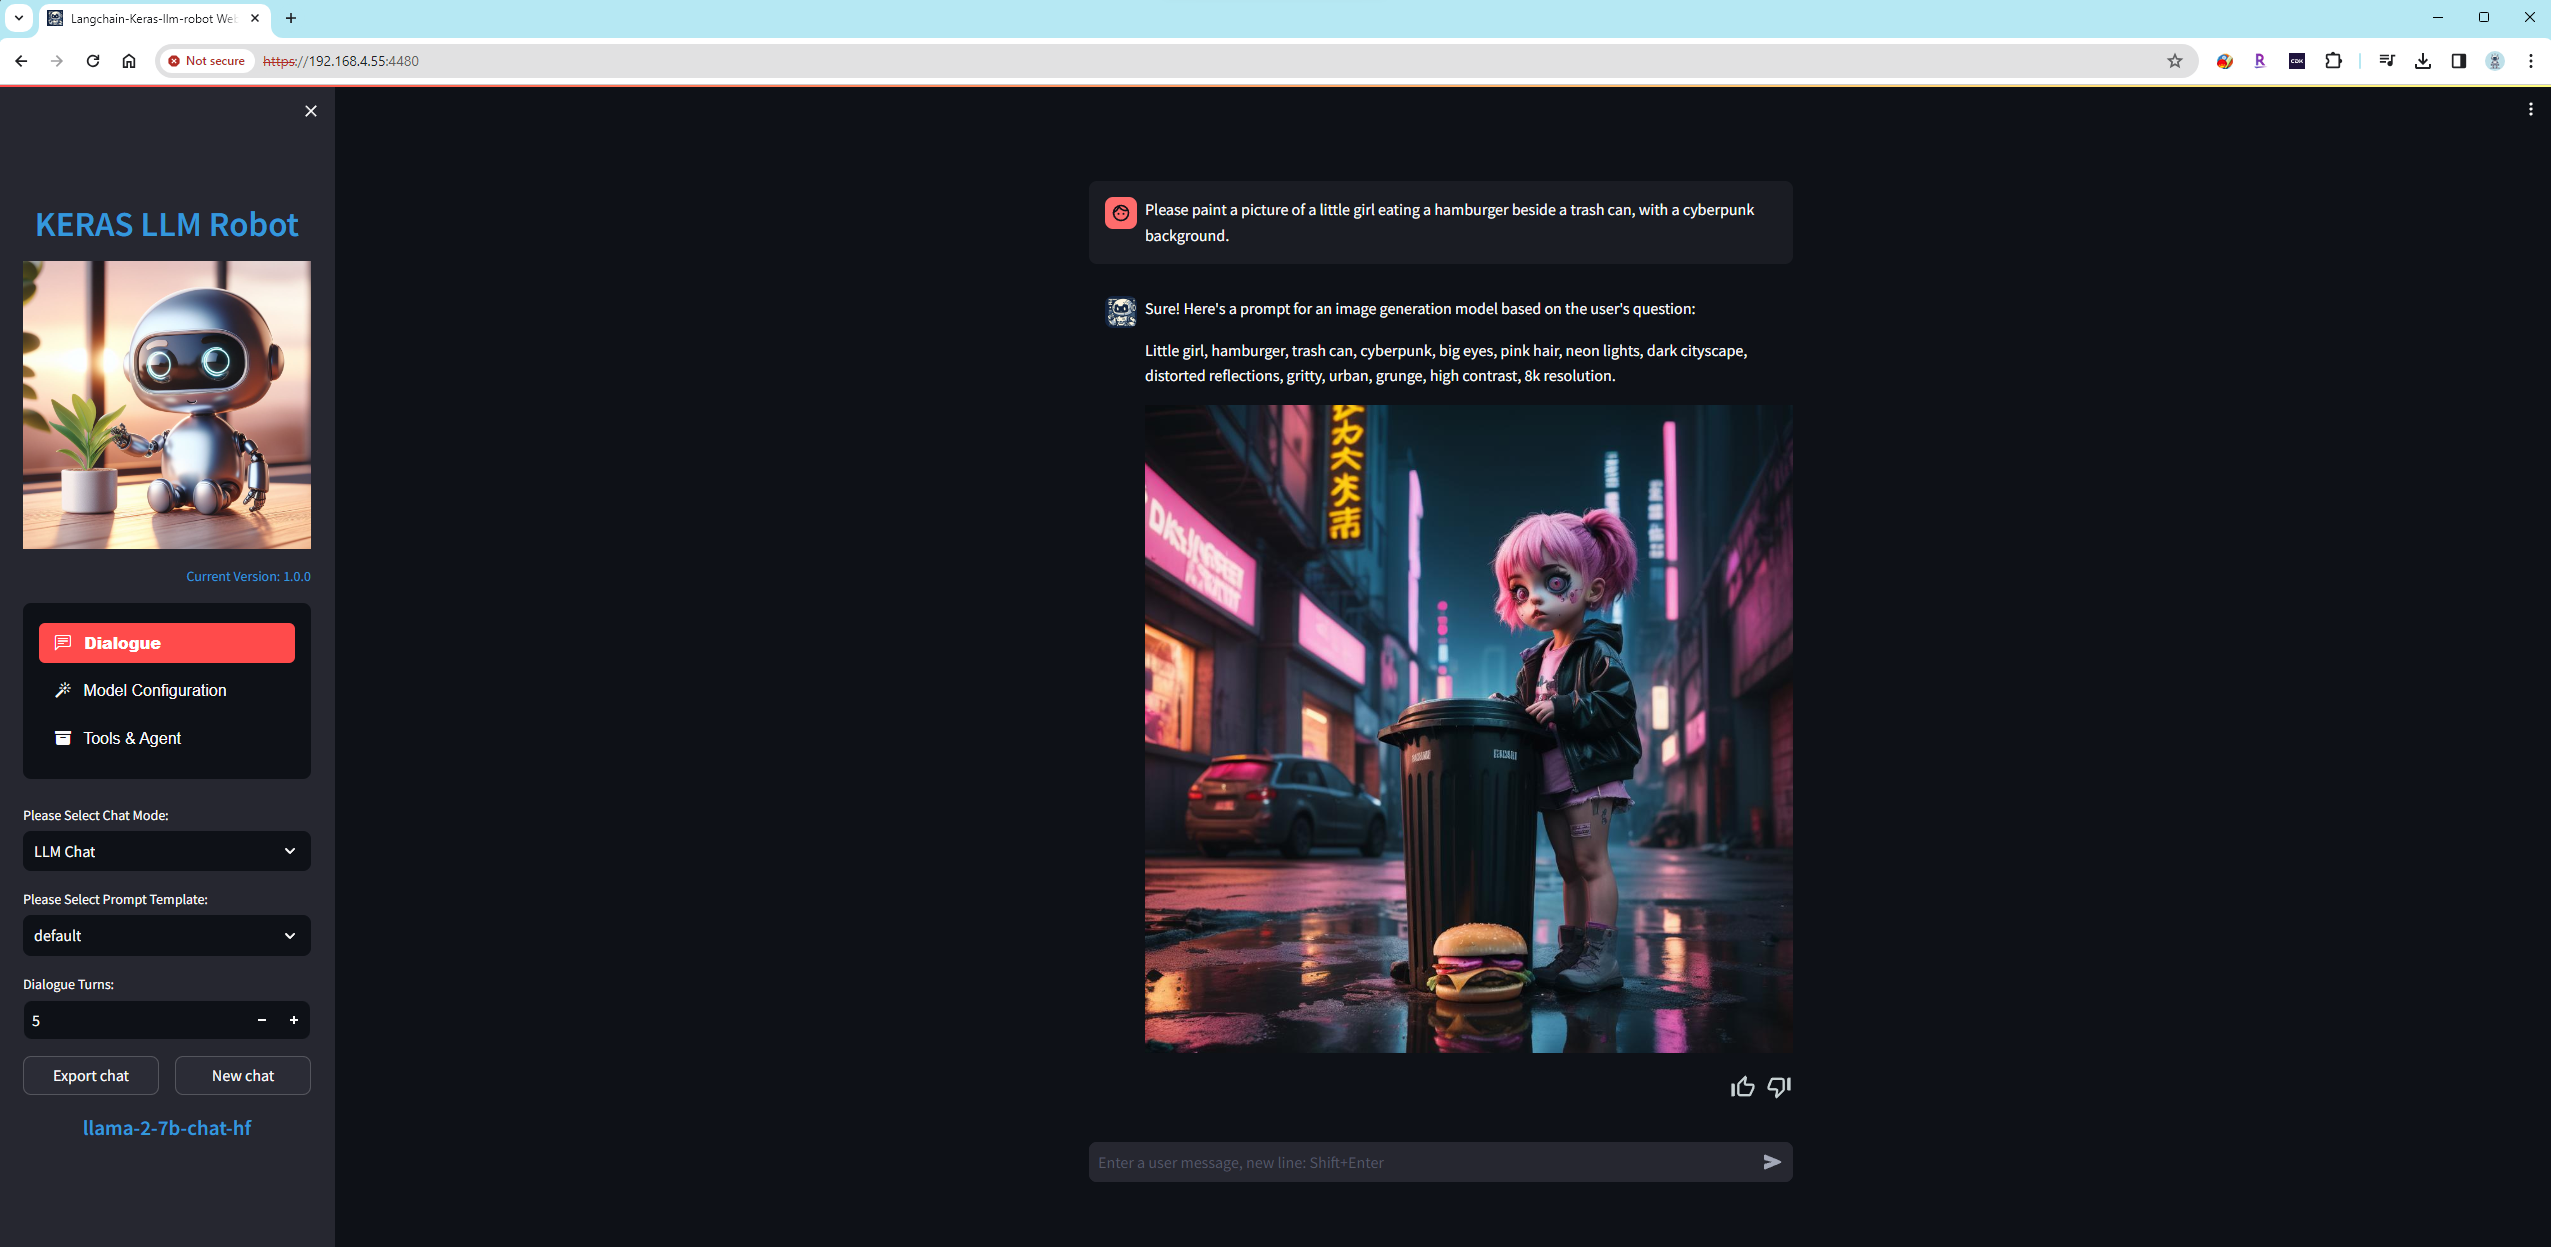 Langchain-Keras-llm-robot Web
Not secure
https://192.168.4.55:4480
KERAS LLM Robot
Current Version: 1.0.0
Dialogue
Model Configuration
Tools & Agent
Please Select Chat Mode:
LLM Chat
Please Select Prompt Template:
default
Dialogue Turns:
5
Export chat
New chat
llama-2-7b-chat-hf
Please paint a picture of a little girl eating a hamburger beside a trash can, with a cyberpunk
background.
Sure! Here's a prompt for an image generation model based on the user's question:
Little girl, hamburger, trash can, cyberpunk, big eyes, pink hair, neon lights, dark cityscape,
distorted reflections, gritty, urban, grunge, high contrast, 8k resolution.
Enter a user message, new line: Shift+Enter